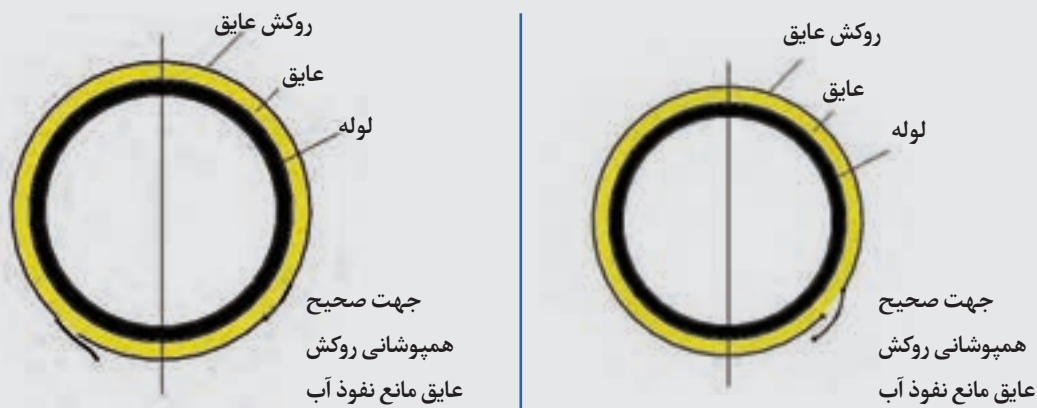 روکش عایق
عایق
لوله
جهت صحیح
همپوشانی روکش
عایق مانع نفوذ آب
روکش عایق
عایق
لوله
جهت صحیح
همپوشانی روکش
عایق مانع نفوذ آب